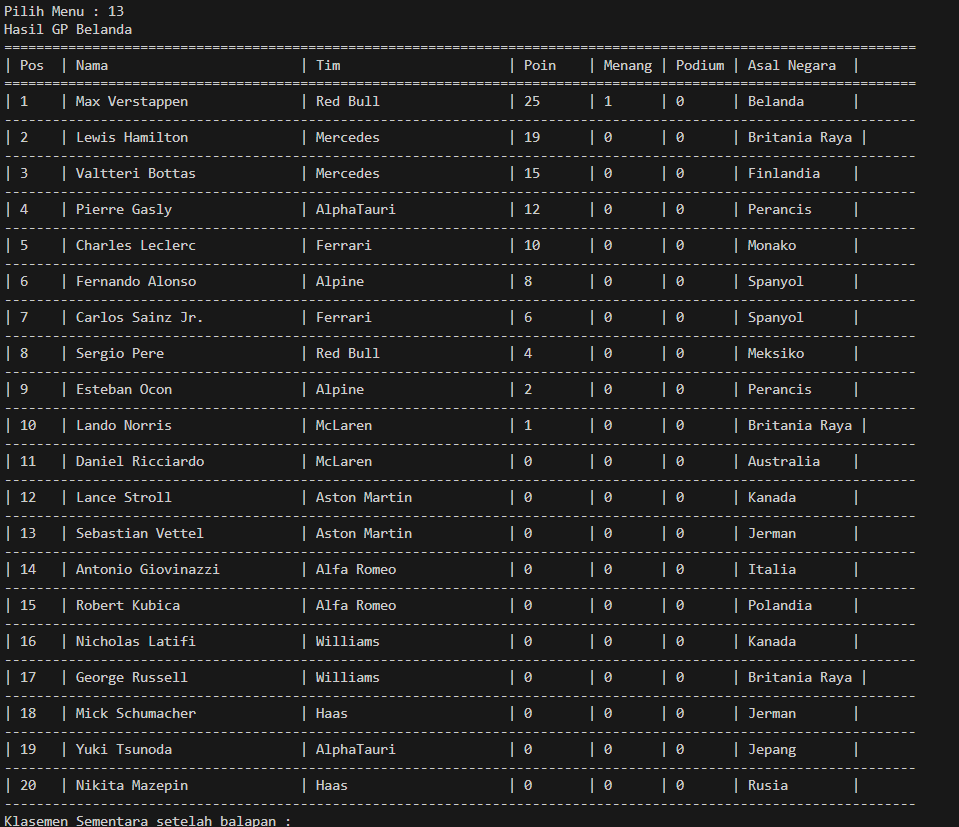 Pilih Menu : 13
Hasil GP Belanda
==================================================================================================================
| Pos | Nama | Tim | Poin | Menang | Podium | Asal Negara |
==================================================================================================================
| 1 | Max Verstappen | Red Bull | 25 | 1 | 0 | Belanda |
| 2 | Lewis Hamilton | Mercedes | 19 | 0 | 0 | Britania Raya |
| 3 | Valtteri Bottas | Mercedes | 15 | 0 | 0 | Finlandia |
| 4 | Pierre Gasly | AlphaTauri | 12 | 0 | 0 | Perancis |
| 5 | Charles Leclerc | Ferrari | 10 | 0 | 0 | Monako |
| 6 | Fernando Alonso | Alpine | 8 | 0 | 0 | Spanyol |
| 7 | Carlos Sainz Jr. | Ferrari | 6 | 0 | 0 | Spanyol |
| 8 | Sergio Pere | Red Bull | 4 | 0 | 0 | Meksiko |
| 9 | Esteban Ocon | Alpine | 2 | 0 | 0 | Perancis |
| 10 | Lando Norris | McLaren | 1 | 0 | 0 | Britania Raya |
| 11 | Daniel Ricciardo | McLaren | 0 | 0 | 0 | Australia |
| 12 | Lance Stroll | Aston Martin | 0 | 0 | 0 | Kanada |
| 13 | Sebastian Vettel | Aston Martin | 0 | 0 | 0 | Jerman |
| 14 | Antonio Giovinazzi | Alfa Romeo | 0 | 0 | 0 | Italia |
| 15 | Robert Kubica | Alfa Romeo | 0 | 0 | 0 | Polandia |
| 16 | Nicholas Latifi | Williams | 0 | 0 | 0 | Kanada |
| 17 | George Russell | Williams | 0 | 0 | 0 | Britania Raya |
| 18 | Mick Schumacher | Haas | 0 | 0 | 0 | Jerman |
| 19 | Yuki Tsunoda | AlphaTauri | 0 | 0 | 0 | Jepang |
| 20 | Nikita Mazepin | Haas | 0 | 0 | 0 | Rusia |
Klasemen Sementara setelah balapan :